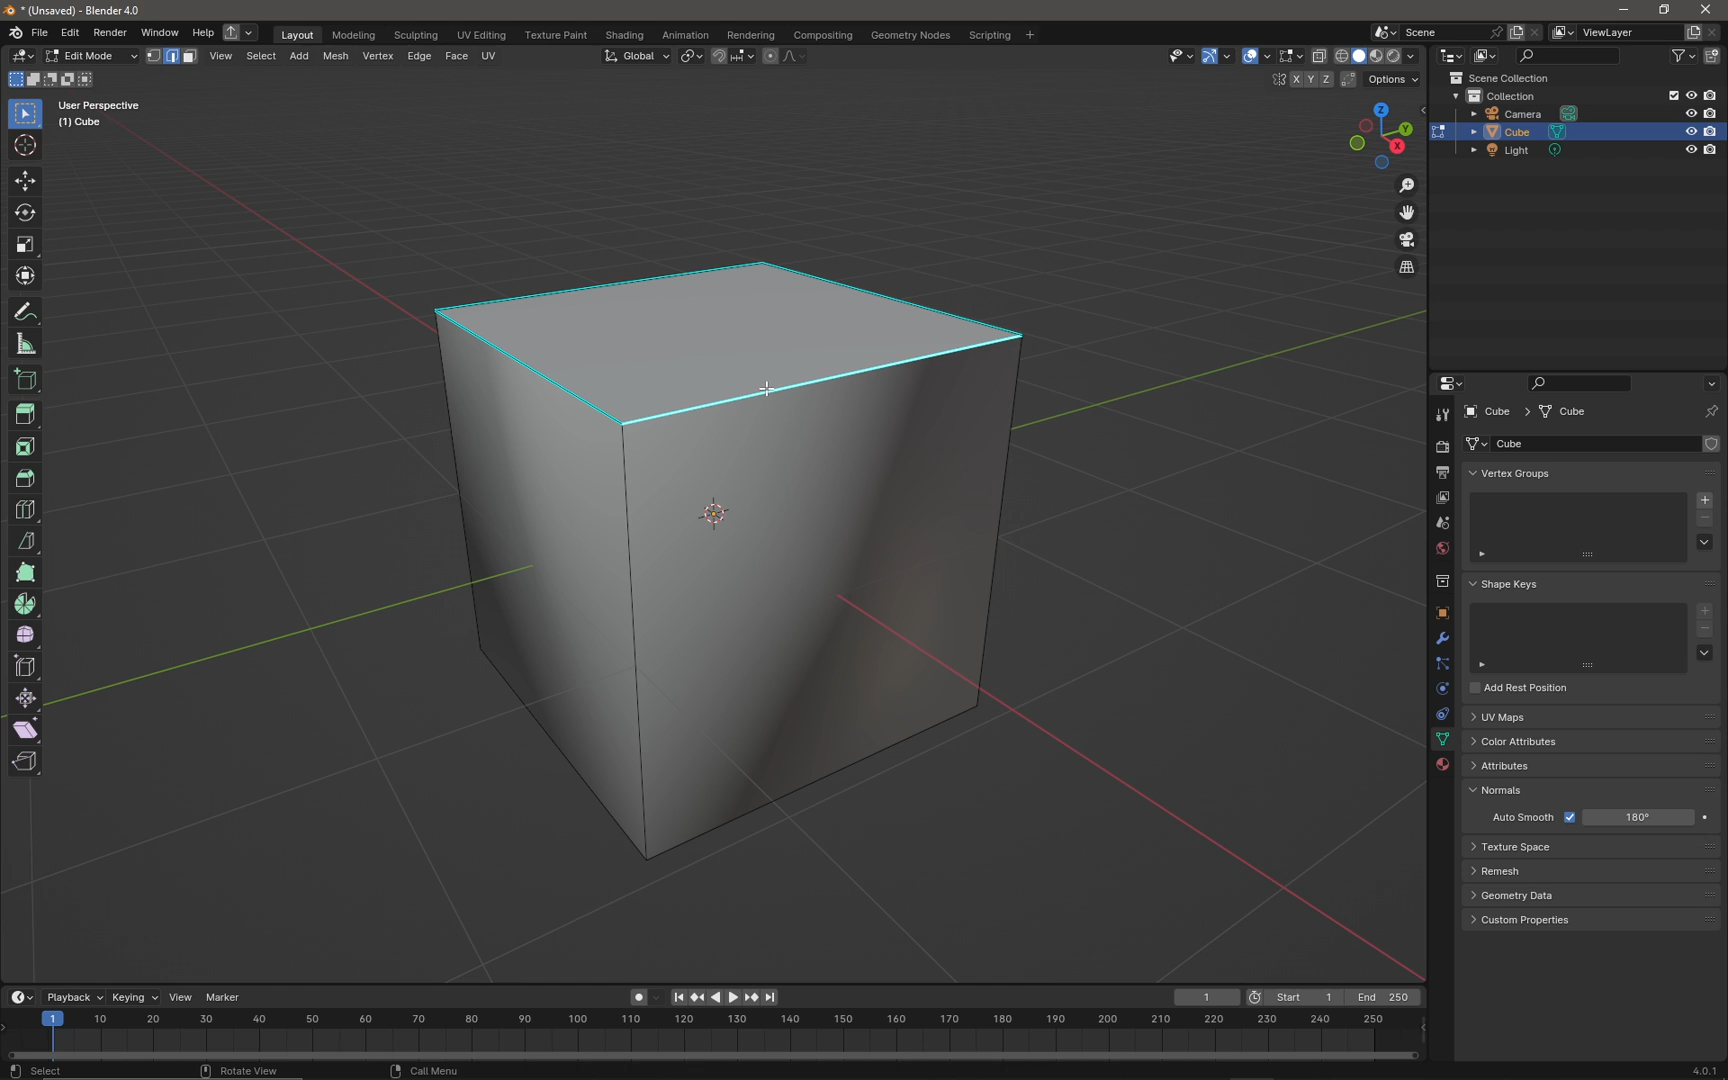 * (Unsaved) - Blender 4.0
File Edit Render Window Help
Layout Modeling Sculpting UV Editing Texture Paint Shading Animation Rendering Compositing Geometry Nodes Scripting +
Scene
ViewLayer
Edit Mode
View Select Add Mesh Vertex Edge Face UV
Global
X Y Z
Options
User Perspective
(1) Cube
Z
Y
X
Scene Collection
Collection
Camera
Cube
Light
Cube > Cube
Cube
Vertex Groups
Shape Keys
Add Rest Position
UV Maps
Color Attributes
Attributes
Normals
Auto Smooth 180°
Texture Space
Remesh
Geometry Data
Custom Properties
Playback Keying View Marker
1 Start 1 End 250
1 10 20 30 40 50 60 70 80 90 100 110 120 130 140 150 160 170 180 190 200 210 220 230 240 250
Select Rotate View Call Menu
4.0.1